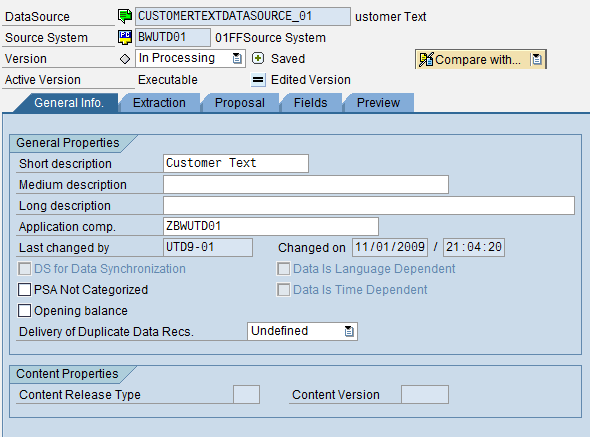 DataSource CUSTOMERTEXTDATASOURCE_01 ustomer Text
Source System BWUTD01 01FFSource System
Version In Processing Saved Compare with...
Active Version Executable Edited Version
General Info. Extraction Proposal Fields Preview
General Properties
Short description Customer Text
Medium description
Long description
Application comp. ZBWUTD01
Last changed by UTD9-01 Changed on 11/01/2009 / 21:04:20
DS for Data Synchronization Data Is Language Dependent
PSA Not Categorized Data Is Time Dependent
Opening balance
Delivery of Duplicate Data Recs. Undefined
Content Properties
Content Release Type Content Version